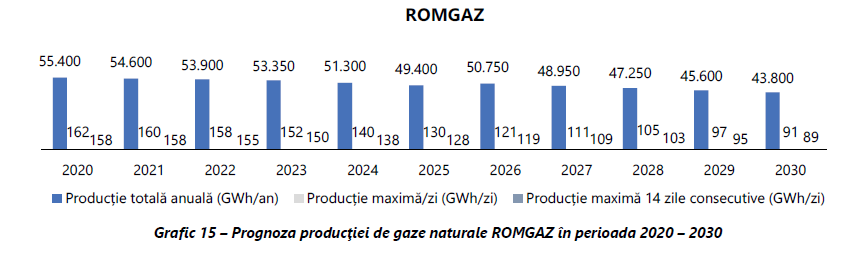 ROMGAZ
55.400 54.600 53.900 53.350 51.300 49.400 50.750 48.950 47.250 45.600 43.800
162 158 160 158 158 155 152 150 140 138 130 128 121 119 111 109 105 103 97 95 91 89
2020 2021 2022 2023 2024 2025 2026 2027 2028 2029 2030
Producție totală anuală (GWh/an) Producție maximă/zi (GWh/zi) Producție maximă 14 zile consecutive (GWh/zi)
Grafic 15 – Prognoza producţiei de gaze naturale ROMGAZ în perioada 2020 – 2030